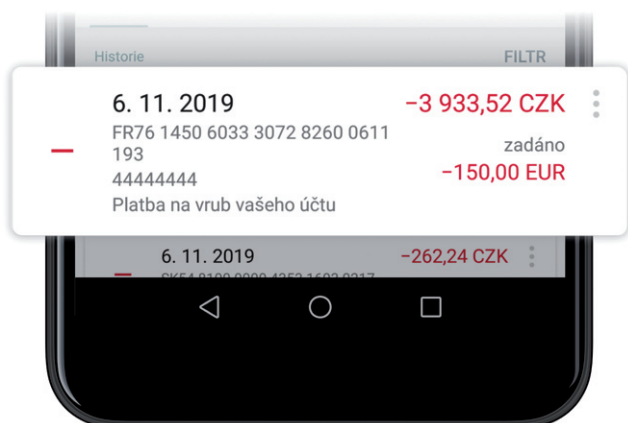 Historie FILTR
6. 11. 2019 −3 933,52 CZK
FR76 1450 6033 3072 8260 0611
193
zadáno
44444444
−150,00 EUR
Platba na vrub vašeho účtu
6. 11. 2019 −262,24 CZK